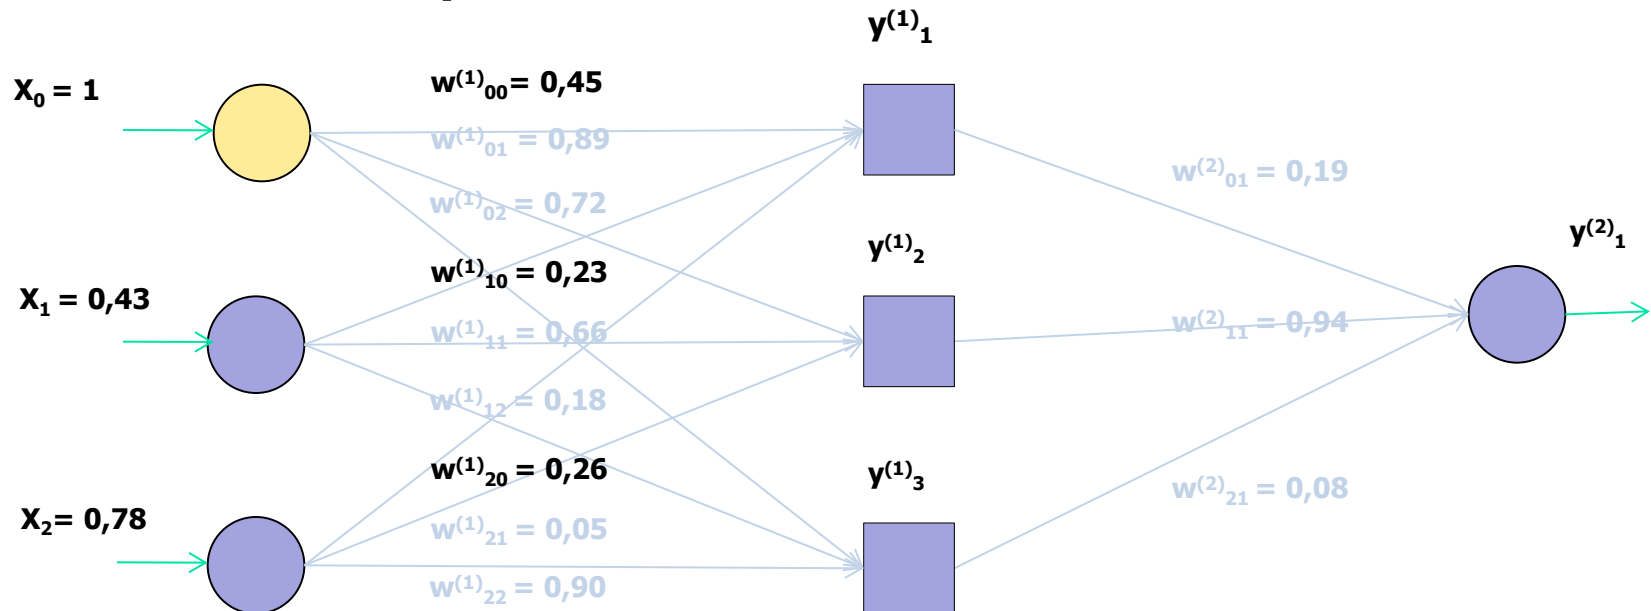 y⁽¹⁾₁
X₀ = 1
w⁽¹⁾₀₀= 0,45
w⁽¹⁾₀₁ = 0,89
w⁽¹⁾₀₂ = 0,72
w⁽²⁾₀₁ = 0,19
y⁽¹⁾₂
y⁽²⁾₁
X₁ = 0,43
w⁽¹⁾₁₀ = 0,23
w⁽¹⁾₁₁ = 0,66
w⁽²⁾₁₁ = 0,94
w⁽¹⁾₁₂ = 0,18
w⁽¹⁾₂₀ = 0,26
y⁽¹⁾₃
w⁽²⁾₂₁ = 0,08
X₂= 0,78
w⁽¹⁾₂₁ = 0,05
w⁽¹⁾₂₂ = 0,90